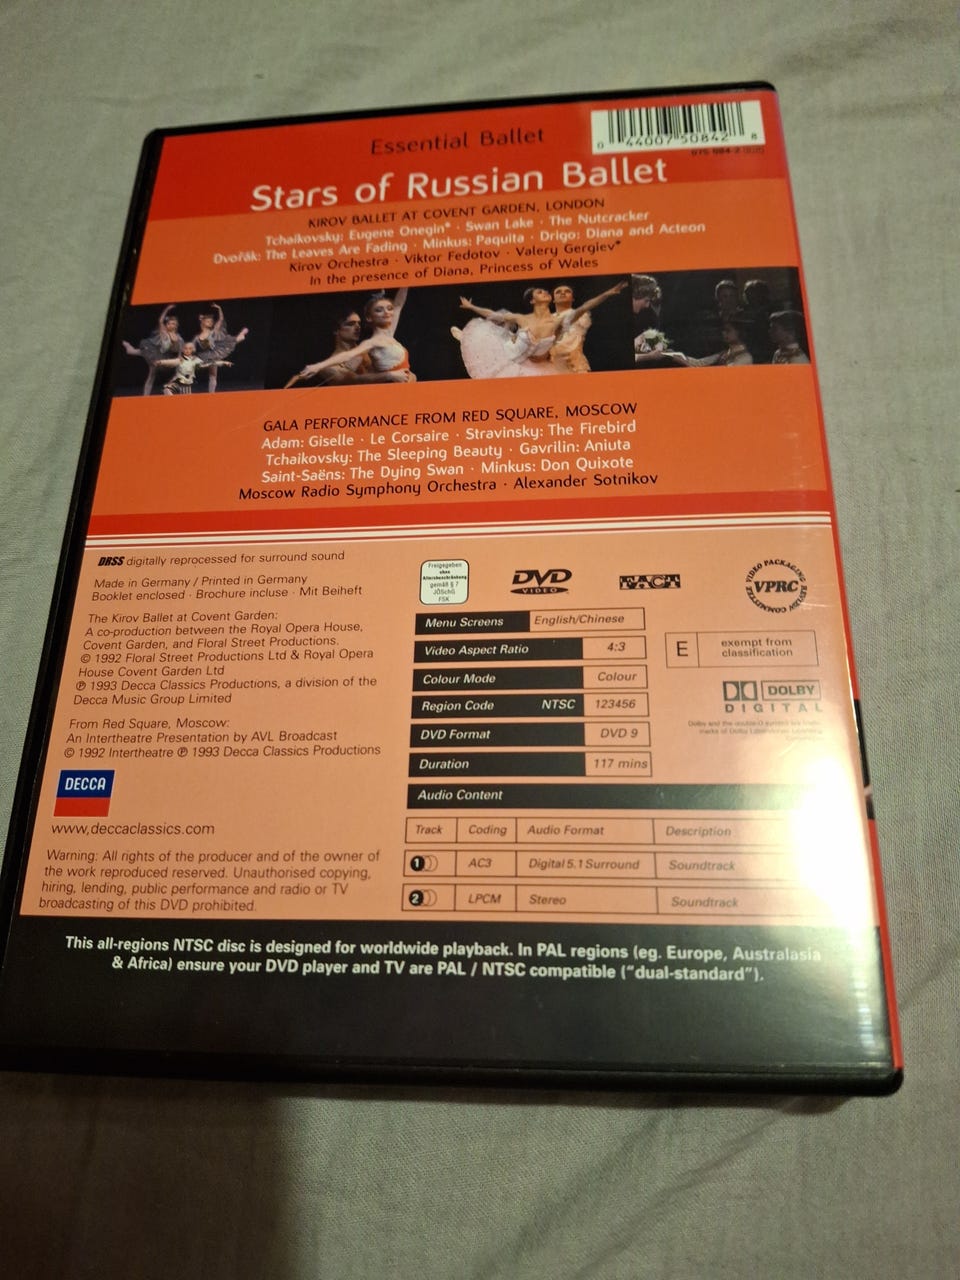 Essential Ballet
0 44007 50842 8
Stars of Russian Ballet
KIROV BALLET AT COVENT GARDEN, LONDON
Tchaikovsky: Eugene Onegin* · Swan Lake · The Nutcracker
Dvořák: The Leaves Are Fading · Minkus: Paquita · Drigo: Diana and Acteon
Kirov Orchestra · Viktor Fedotov · Valery Gergiev*
In the presence of Diana, Princess of Wales
GALA PERFORMANCE FROM RED SQUARE, MOSCOW
Adam: Giselle · Le Corsaire · Stravinsky: The Firebird
Tchaikovsky: The Sleeping Beauty · Gavrilin: Aniuta
Saint-Saëns: The Dying Swan · Minkus: Don Quixote
Moscow Radio Symphony Orchestra · Alexander Sotnikov
DRSS digitally reprocessed for surround sound
Made in Germany / Printed in Germany
Booklet enclosed · Brochure incluse · Mit Beiheft
The Kirov Ballet at Covent Garden:
A co-production between the Royal Opera House,
Covent Garden, and Floral Street Productions.
© 1992 Floral Street Productions Ltd & Royal Opera
House Covent Garden Ltd
℗ 1993 Decca Classics Productions, a division of the
Decca Music Group Limited
From Red Square, Moscow:
An Intertheatre Presentation by AVL Broadcast
© 1992 Intertheatre ℗ 1993 Decca Classics Productions
DECCA
www.deccaclassics.com
Warning: All rights of the producer and of the owner of
the work reproduced reserved. Unauthorised copying,
hiring, lending, public performance and radio or TV
broadcasting of this DVD prohibited.
Freigegeben
ohne
Altersbeschränkung
gemäß § 7
JÖSchG
FSK
DVD
VIDEO
FACT
VIDEO PACKAGING REVIEW COMMITTEE
VPRC
Menu Screens English/Chinese
Video Aspect Ratio 4:3
Colour Mode Colour
Region Code NTSC 123456
DVD Format DVD 9
Duration 117 mins
E exempt from
classification
DOLBY
DIGITAL
Audio Content
Track Coding Audio Format Description
1 AC3 Digital 5.1 Surround Soundtrack
2 LPCM Stereo Soundtrack
This all-regions NTSC disc is designed for worldwide playback. In PAL regions (eg. Europe, Australasia
& Africa) ensure your DVD player and TV are PAL / NTSC compatible ("dual-standard").